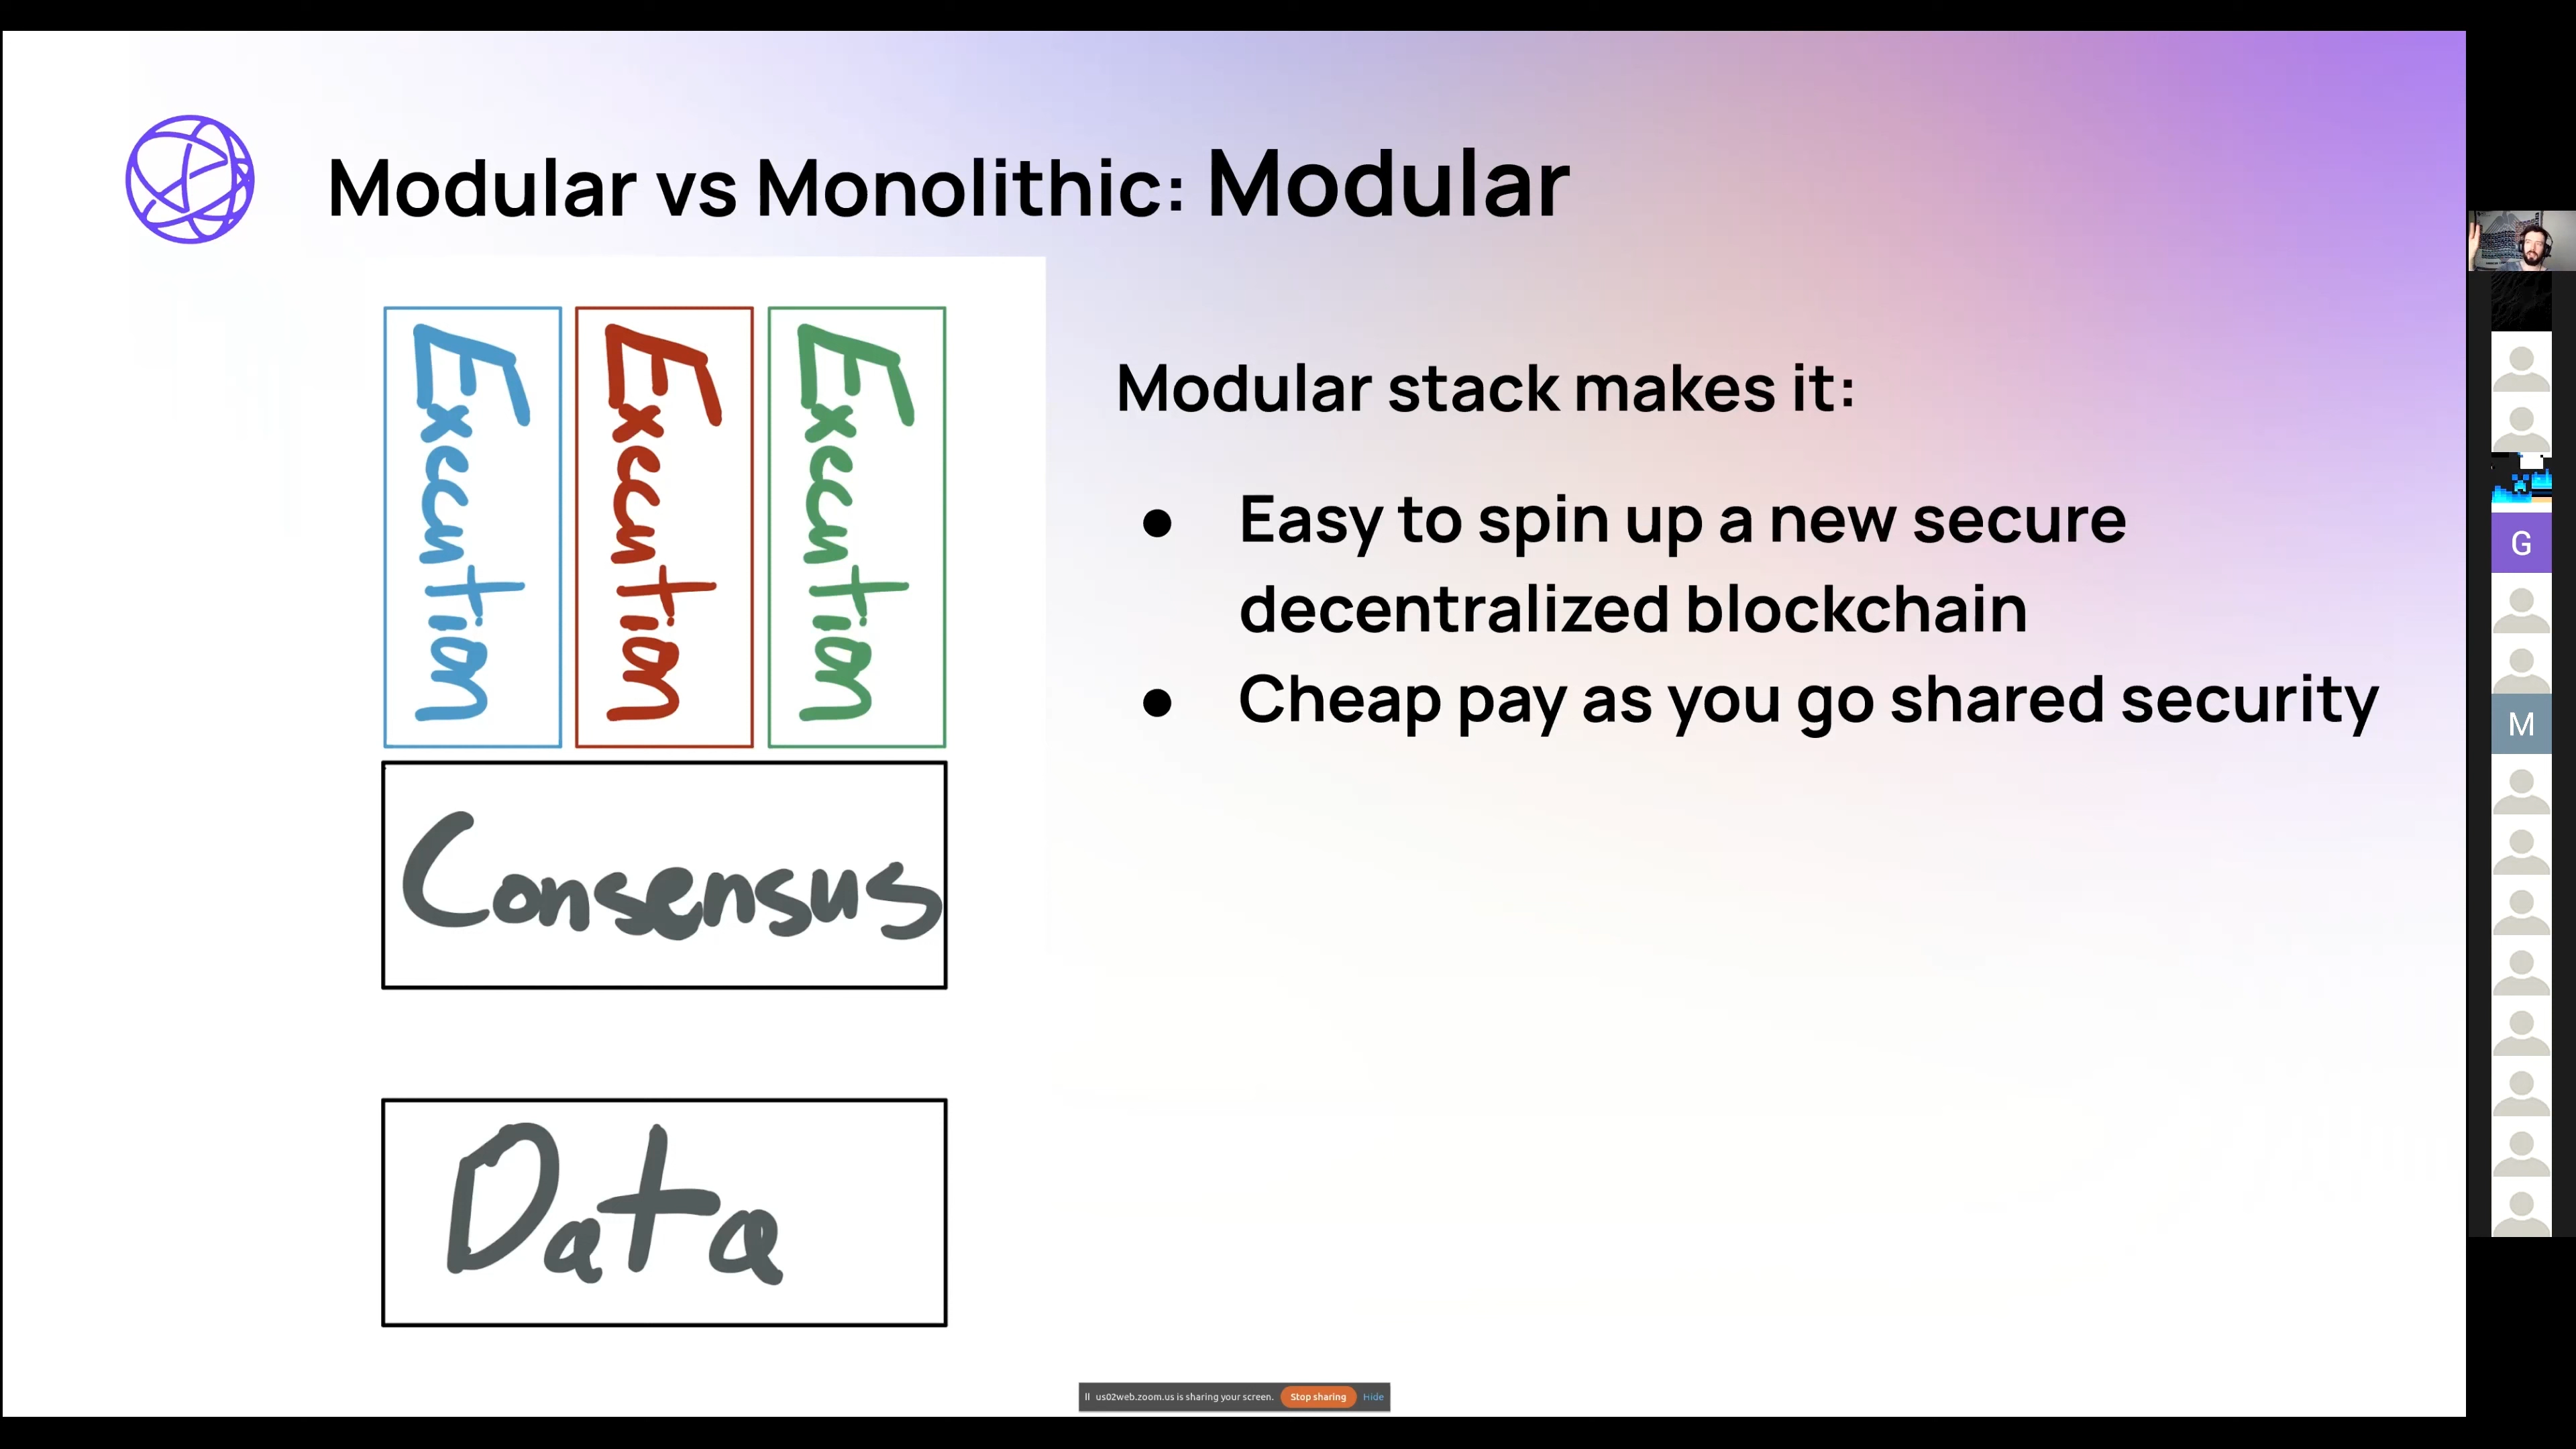 Modular vs Monolithic: Modular
Execution
Execution
Execution
Consensus
Data
Modular stack makes it:
● Easy to spin up a new secure
decentralized blockchain
● Cheap pay as you go shared security
G
M
us02web.zoom.us is sharing your screen. Stop sharing Hide